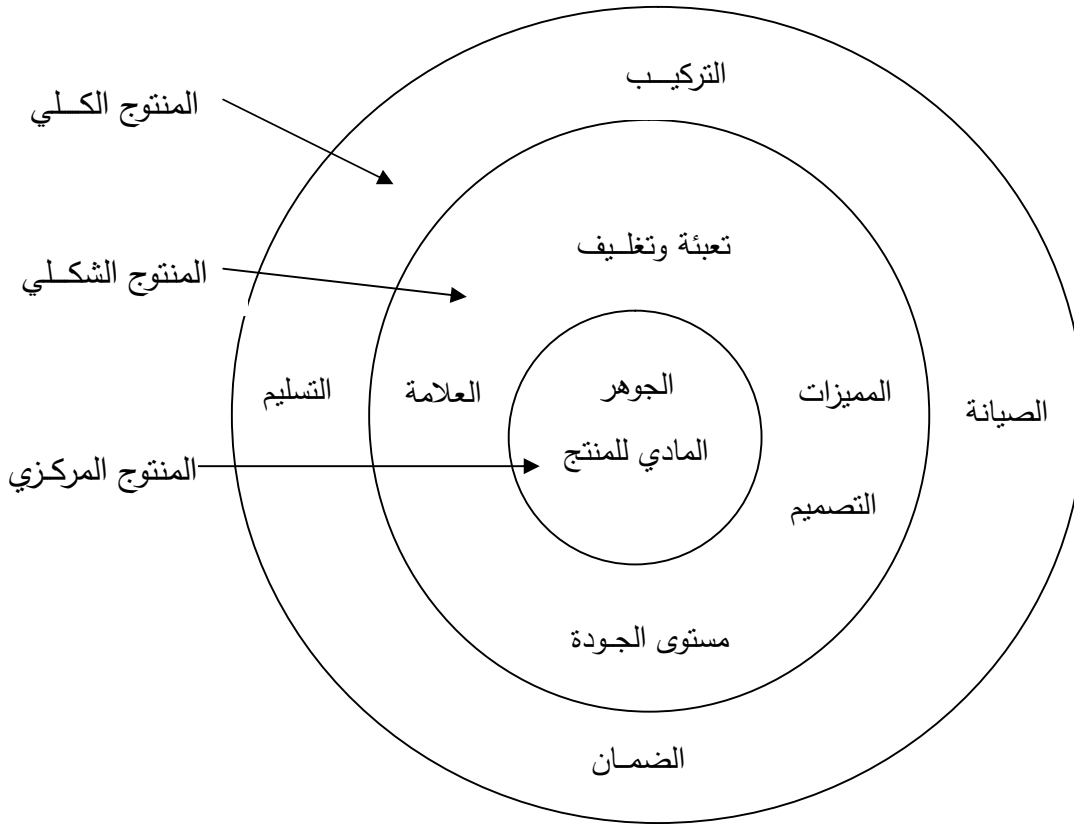 التركيب
المنتوج الكلي
تعبئة وتغليف
المنتوج الشكلي
الجوهر
المادي للمنتج
المميزات
العلامة
التسليم
الصيانة
المنتوج المركزي
التصميم
مستوى الجودة
الضمان